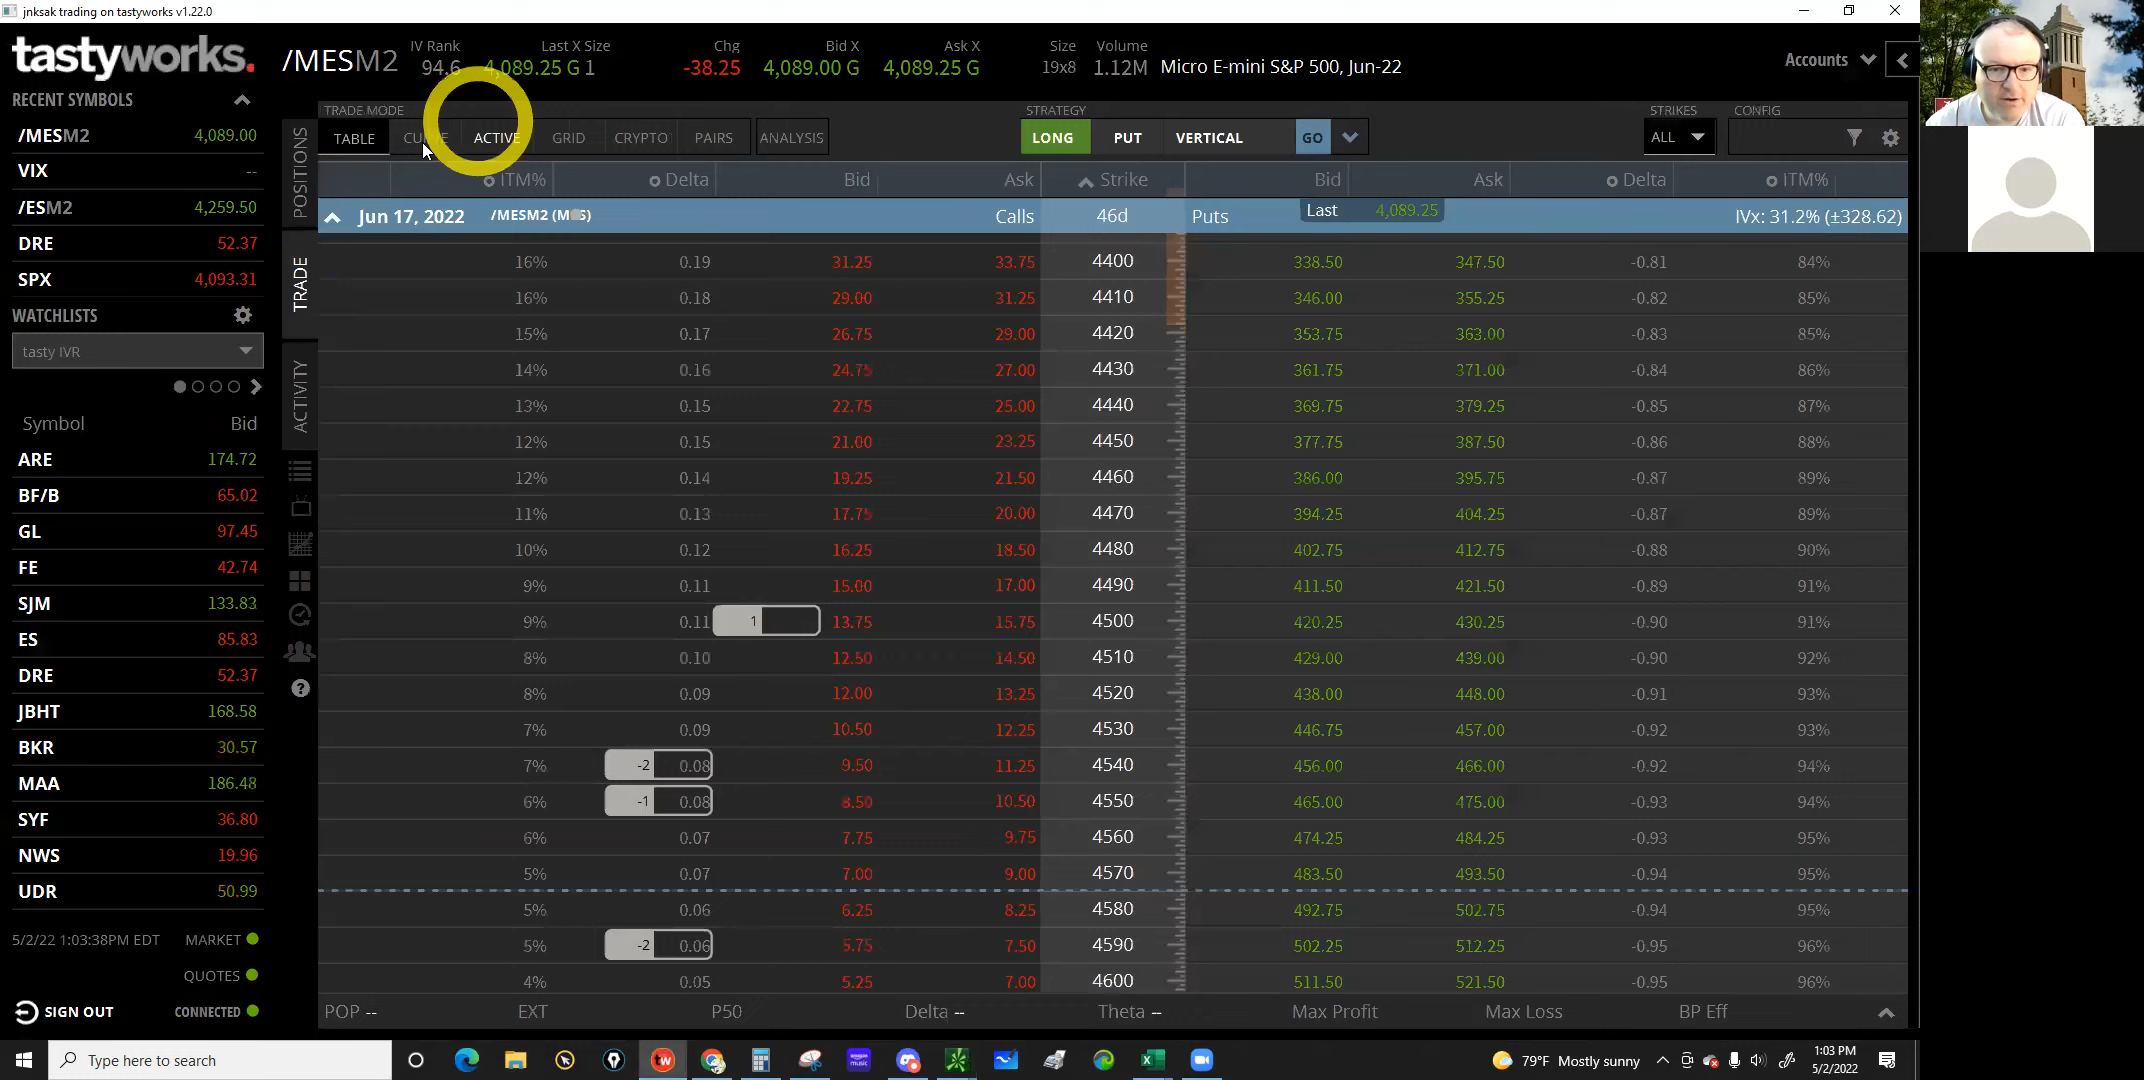 jnksak trading on tastyworks v1.22.0
tastyworks.
/MESM2
IV Rank
94.6
Last X Size
4,089.25 G 1
Chg
-38.25
Bid X
4,089.00 G
Ask X
4,089.25 G
Size
19x8
Volume
1.12M
Micro E-mini S&P 500, Jun-22
Accounts
RECENT SYMBOLS
/MESM2 4,089.00
VIX --
/ESM2 4,259.50
DRE 52.37
SPX 4,093.31
WATCHLISTS
tasty IVR
Symbol Bid
ARE 174.72
BF/B 65.02
GL 97.45
FE 42.74
SJM 133.83
ES 85.83
DRE 52.37
JBHT 168.58
BKR 30.57
MAA 186.48
SYF 36.80
NWS 19.96
UDR 50.99
5/2/22 1:03:38PM EDT MARKET
QUOTES
SIGN OUT CONNECTED
POSITIONS
TRADE
ACTIVITY
TRADE MODE
TABLE ACTIVE GRID CRYPTO PAIRS ANALYSIS
STRATEGY
LONG PUT VERTICAL GO
STRIKES
ALL
CONFIG
ITM% Delta Bid Ask Strike Bid Ask Delta ITM%
Jun 17, 2022 /MESM2 Calls 46d Puts Last 4,089.25 IVx: 31.2% (±328.62)
16% 0.19 31.25 33.75 4400 338.50 347.50 -0.81 84%
16% 0.18 29.00 31.25 4410 346.00 355.25 -0.82 85%
15% 0.17 26.75 29.00 4420 353.75 363.00 -0.83 85%
14% 0.16 24.75 27.00 4430 361.75 371.00 -0.84 86%
13% 0.15 22.75 25.00 4440 369.75 379.25 -0.85 87%
12% 0.15 21.00 23.25 4450 377.75 387.50 -0.86 88%
12% 0.14 19.25 21.50 4460 386.00 395.75 -0.87 89%
11% 0.13 17.75 20.00 4470 394.25 404.25 -0.87 89%
10% 0.12 16.25 18.50 4480 402.75 412.75 -0.88 90%
9% 0.11 15.00 17.00 4490 411.50 421.50 -0.89 91%
9% 0.11 1 13.75 15.75 4500 420.25 430.25 -0.90 91%
8% 0.10 12.50 14.50 4510 429.00 439.00 -0.90 92%
8% 0.09 12.00 13.25 4520 438.00 448.00 -0.91 93%
7% 0.09 10.50 12.25 4530 446.75 457.00 -0.92 93%
7% -2 0.08 9.50 11.25 4540 456.00 466.00 -0.92 94%
6% -1 0.08 8.50 10.50 4550 465.00 475.00 -0.93 94%
6% 0.07 7.75 9.75 4560 474.25 484.25 -0.93 95%
5% 0.07 7.00 9.00 4570 483.50 493.50 -0.94 95%
5% 0.06 6.25 8.25 4580 492.75 502.75 -0.94 95%
5% -2 0.06 5.75 7.50 4590 502.25 512.25 -0.95 96%
4% 0.05 5.25 7.00 4600 511.50 521.50 -0.95 96%
POP -- EXT P50 Delta -- Theta -- Max Profit Max Loss BP Eff
Type here to search
79°F Mostly sunny
1:03 PM
5/2/2022